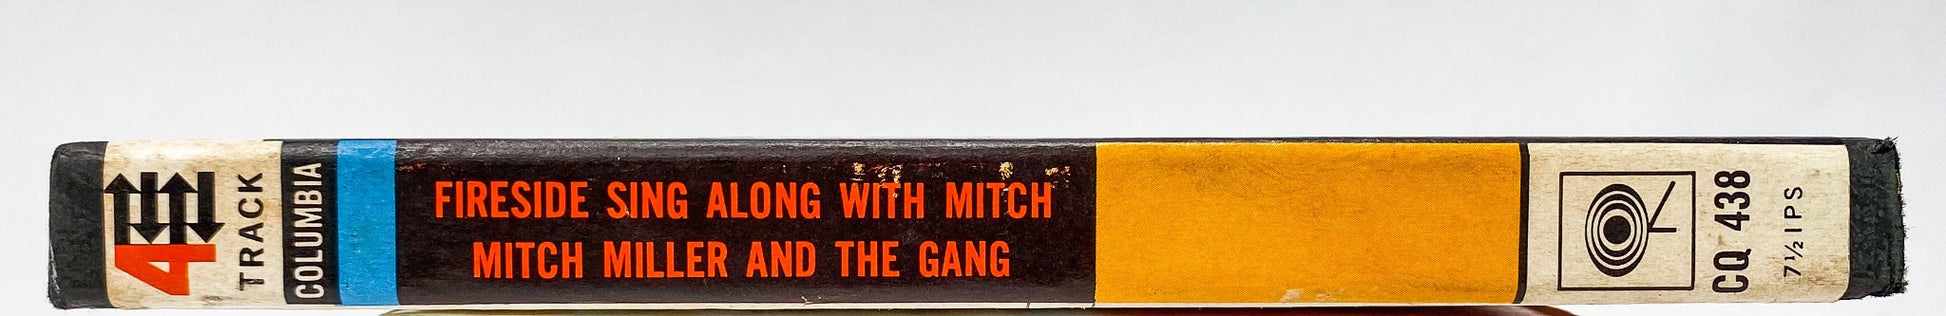 4
TRACK
COLUMBIA
FIRESIDE SING ALONG WITH MITCH
MITCH MILLER AND THE GANG
CQ 438
7½ IPS